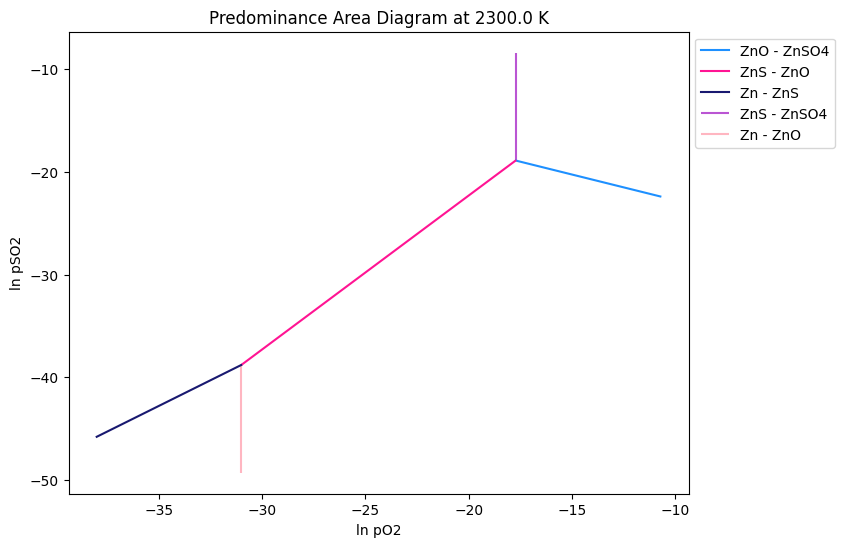 Predominance Area Diagram at 2300.0 K
ZnO - ZnSO4
ZnS - ZnO
Zn - ZnS
ZnS - ZnSO4
Zn - ZnO
ln pSO2
−10
−20
−30
−40
−50
−35
−30
−25
−20
−15
−10
ln pO2